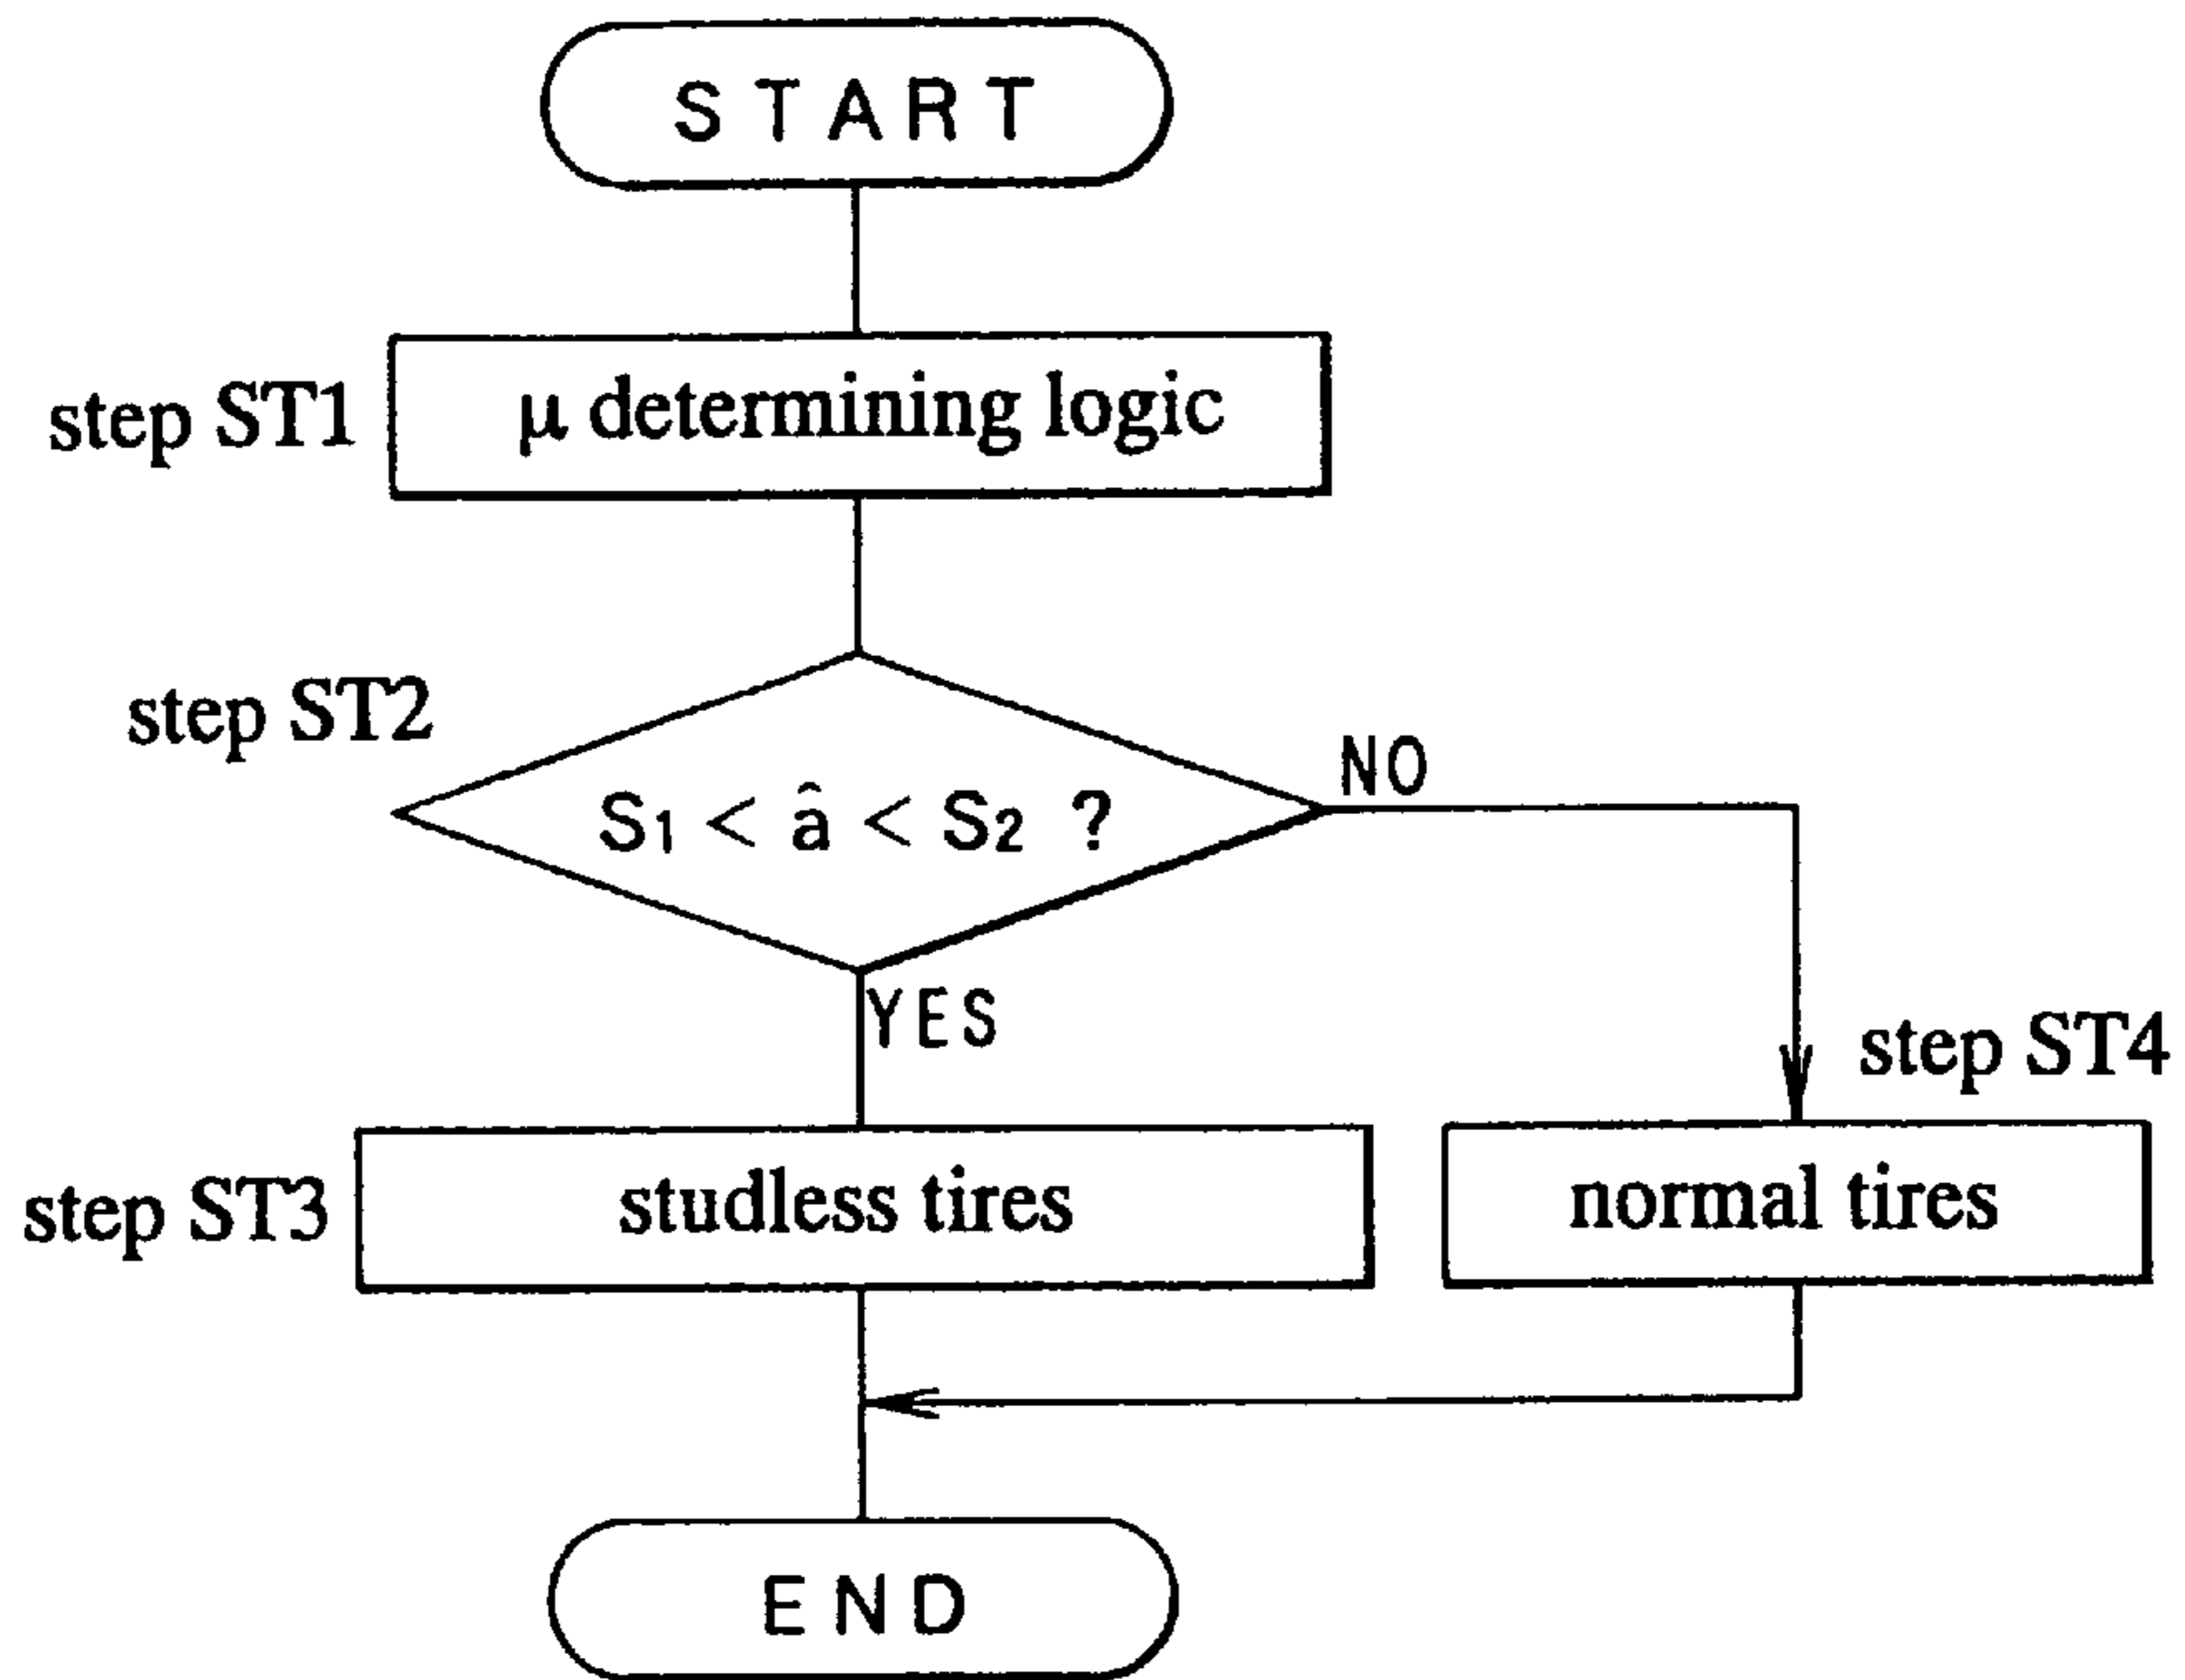 START
step ST1
μ determining logic
step ST2
S1 < â < S2 ?
NO
YES
step ST4
step ST3
studless tires
normal tires
END